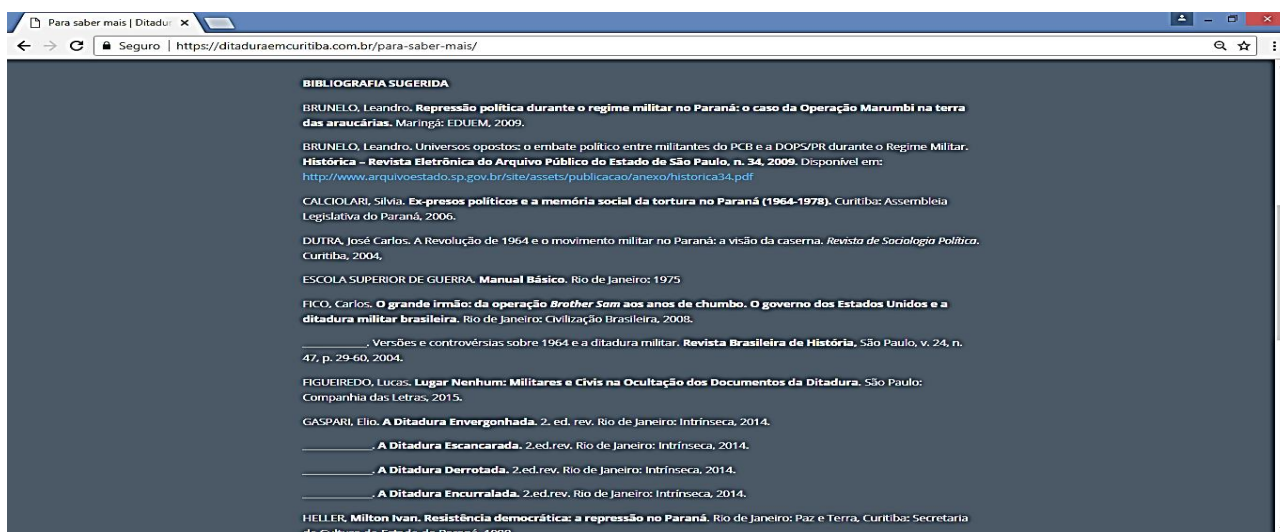 Para saber mais | Ditadur
Seguro | https://ditaduraemcuritiba.com.br/para-saber-mais/
BIBLIOGRAFIA SUGERIDA
BRUNELO, Leandro. Repressão política durante o regime militar no Paraná: o caso da Operação Marumbi na terra
das araucárias. Maringá: EDUEM, 2009.
BRUNELO, Leandro. Universos opostos: o embate político entre militantes do PCB e a DOPS/PR durante o Regime Militar.
Histórica – Revista Eletrônica do Arquivo Público do Estado de São Paulo, n. 34, 2009. Disponível em:
http://www.arquivoestado.sp.gov.br/site/assets/publicacao/anexo/historica34.pdf
CALCIOLARI, Silvia. Ex-presos políticos e a memória social da tortura no Paraná (1964-1978). Curitiba: Assembleia
Legislativa do Paraná, 2006.
DUTRA, José Carlos. A Revolução de 1964 e o movimento militar no Paraná: a visão da caserna. Revista de Sociologia Política.
Curitiba, 2004,
ESCOLA SUPERIOR DE GUERRA. Manual Básico. Rio de Janeiro: 1975
FICO, Carlos. O grande irmão: da operação Brother Sam aos anos de chumbo. O governo dos Estados Unidos e a
ditadura militar brasileira. Rio de Janeiro: Civilização Brasileira, 2008.
__________. Versões e controvérsias sobre 1964 e a ditadura militar. Revista Brasileira de História, São Paulo, v. 24, n.
47, p. 29-60, 2004.
FIGUEIREDO, Lucas. Lugar Nenhum: Militares e Civis na Ocultação dos Documentos da Ditadura. São Paulo:
Companhia das Letras, 2015.
GASPARI, Elio. A Ditadura Envergonhada. 2. ed. rev. Rio de Janeiro: Intrínseca, 2014.
___________. A Ditadura Escancarada. 2.ed.rev. Rio de Janeiro: Intrínseca, 2014.
___________. A Ditadura Derrotada. 2.ed.rev. Rio de Janeiro: Intrínseca, 2014.
___________. A Ditadura Encurralada. 2.ed.rev. Rio de Janeiro: Intrínseca, 2014.
HELLER, Milton Ivan. Resistência democrática: a repressão no Paraná. Rio de Janeiro: Paz e Terra, Curitiba: Secretaria